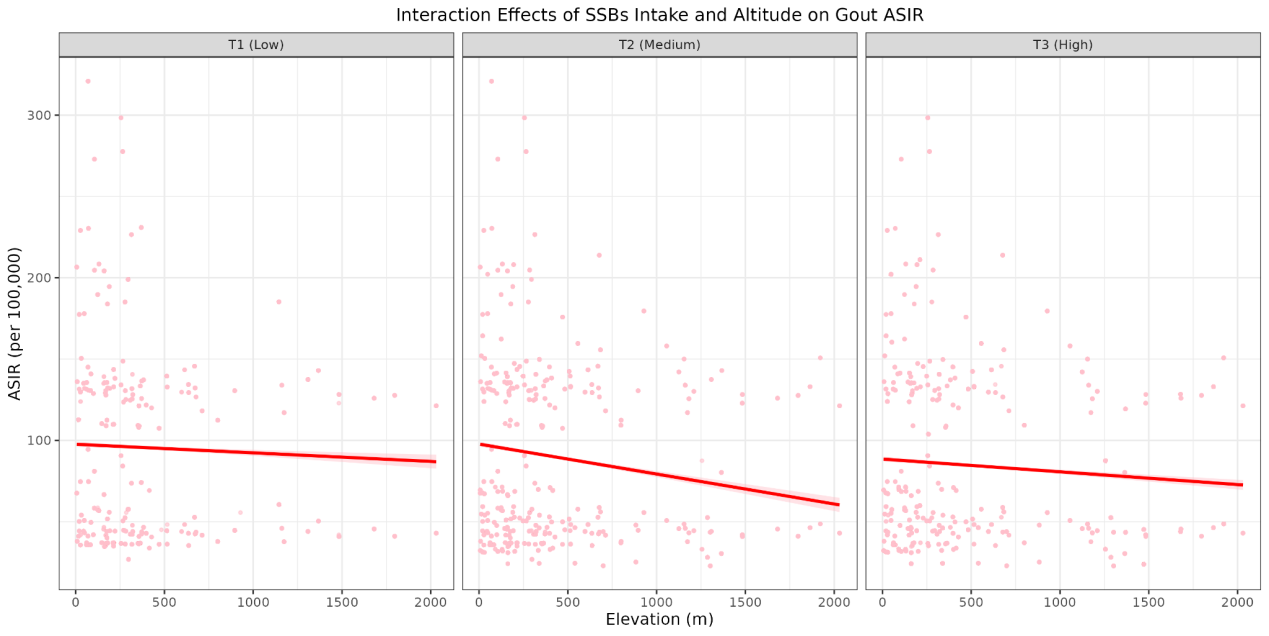 Interaction Effects of SSBs Intake and Altitude on Gout ASIR
T1 (Low) T2 (Medium) T3 (High)
ASIR (per 100,000)
300
200
100
0 500 1000 1500 2000 0 500 1000 1500 2000 0 500 1000 1500 2000
Elevation (m)